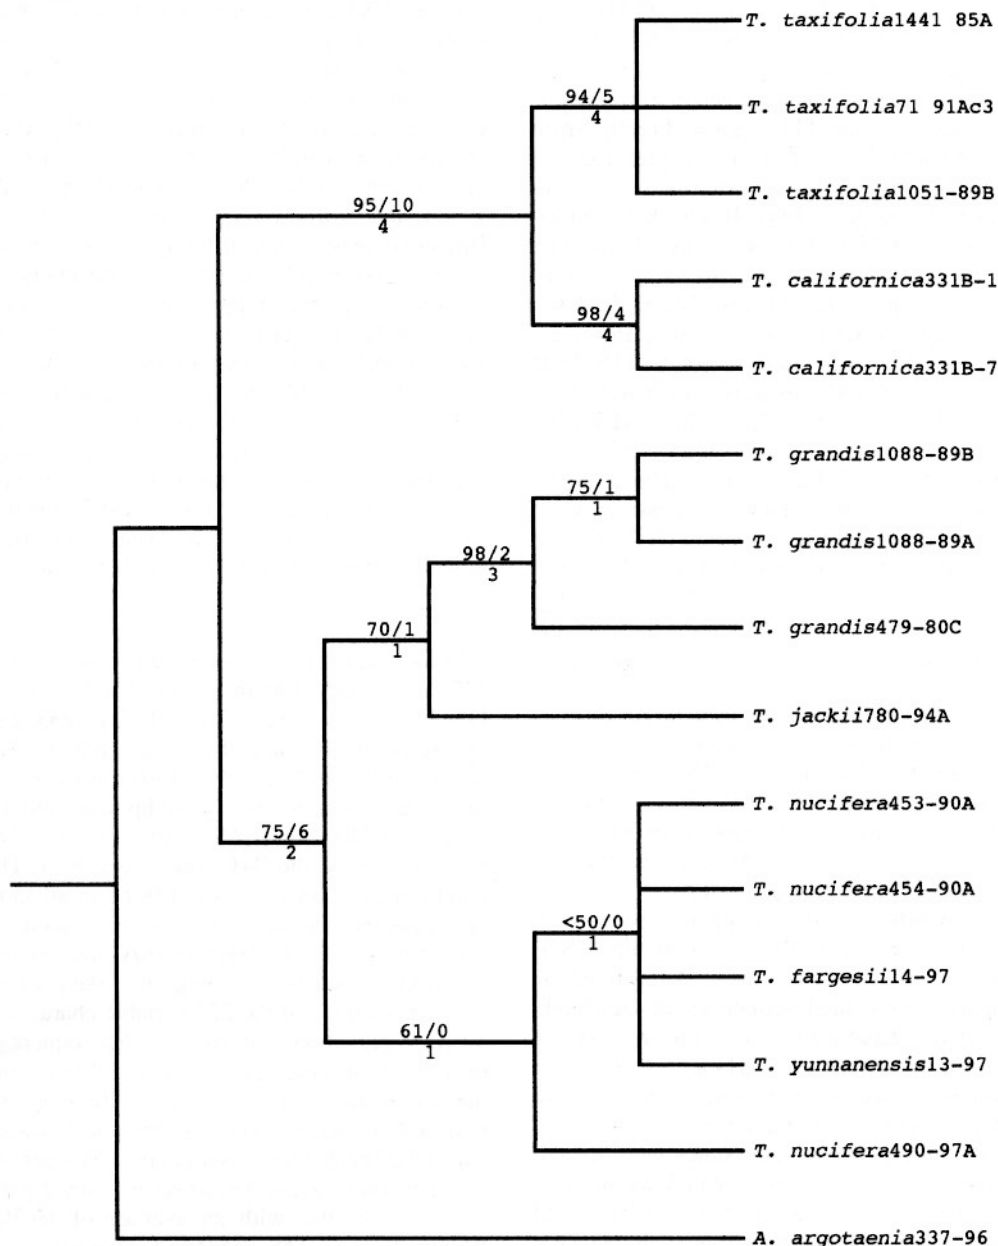 T. taxifolia1441 85A
94/5
4
T. taxifolia71 91Ac3
T. taxifolia1051-89B
95/10
4
T. californica331B-1
98/4
4
T. californica331B-7
T. grandis1088-89B
75/1
1
T. grandis1088-89A
98/2
3
T. grandis479-80C
70/1
1
T. jackii780-94A
T. nucifera453-90A
75/6
2
T. nucifera454-90A
<50/0
1
T. fargesii14-97
61/0
1
T. yunnanensis13-97
T. nucifera490-97A
A. argotaenia337-96